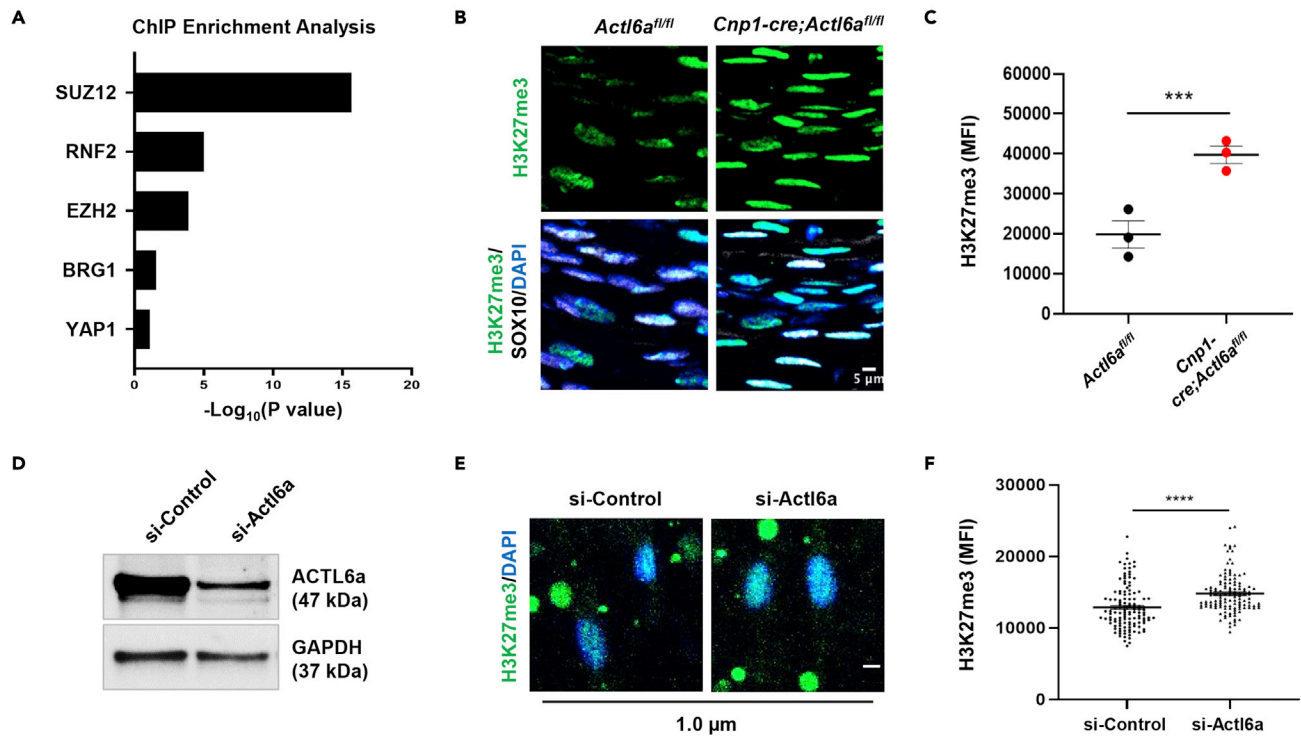 A
ChIP Enrichment Analysis
SUZ12
RNF2
EZH2
BRG1
YAP1
0
5
10
15
20
-Log10(P value)
B
Actl6afl/fl
Cnp1-cre;Actl6afl/fl
H3K27me3
H3K27me3/
SOX10/DAPI
5 µm
C
H3K27me3 (MFI)
60000
50000
40000
30000
20000
10000
0
***
Actl6afl/fl
Cnp1-
cre;Actl6afl/fl
D
si-Control
si-Actl6a
ACTL6a
(47 kDa)
GAPDH
(37 kDa)
E
si-Control
si-Actl6a
H3K27me3/DAPI
1.0 µm
F
H3K27me3 (MFI)
30000
20000
10000
0
****
si-Control
si-Actl6a